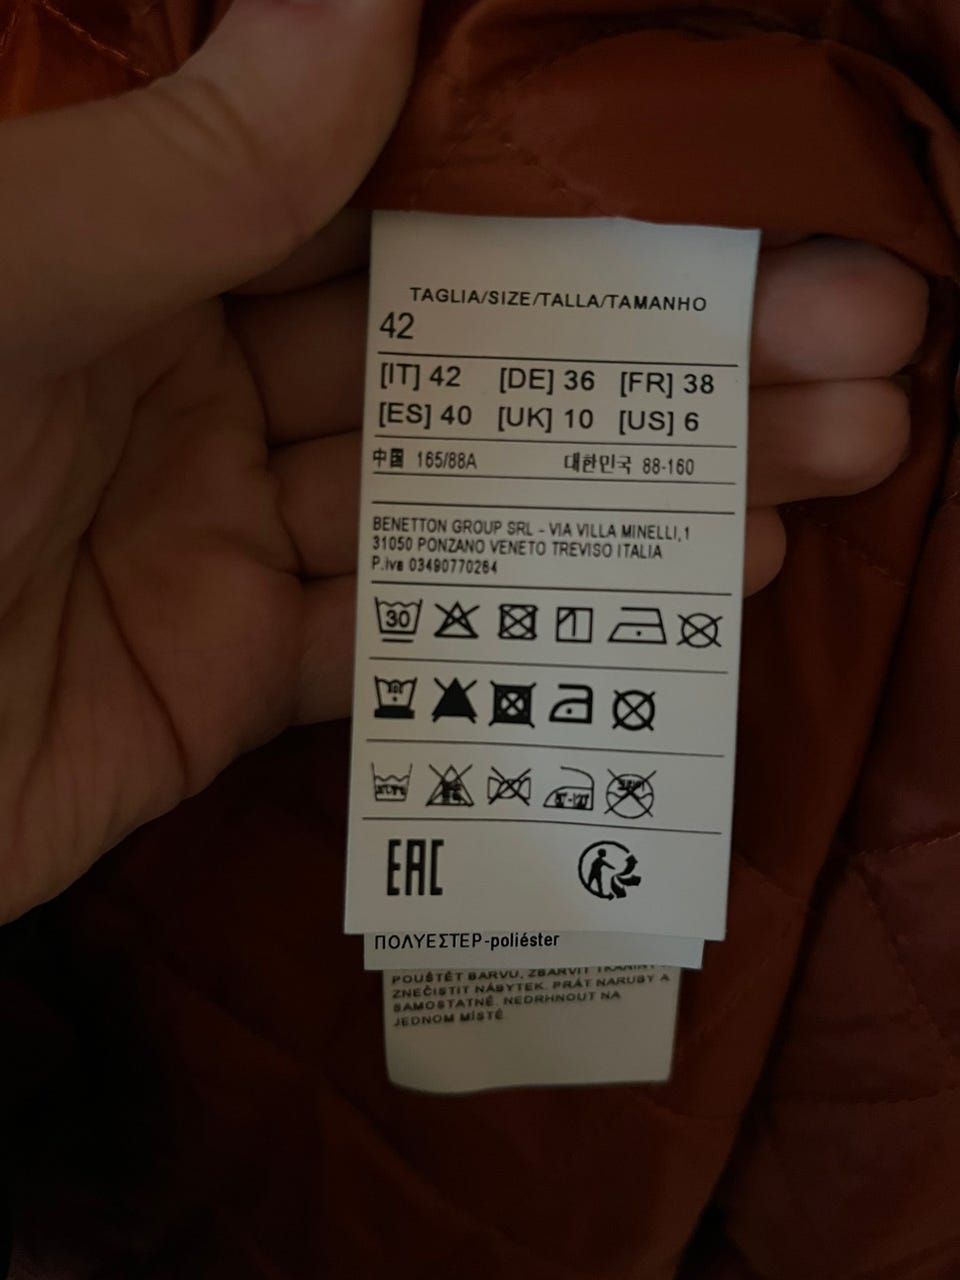 TAGLIA/SIZE/TALLA/TAMANHO
42
[IT] 42 [DE] 36 [FR] 38
[ES] 40 [UK] 10 [US] 6
中国 165/88A 대한민국 88-160
BENETTON GROUP SRL - VIA VILLA MINELLI,1
31050 PONZANO VENETO TREVISO ITALIA
P.iva 03490770264
30
EAC
ΠΟΛΥΕΣΤΕΡ-poliéster
POUŠTĚT BARVU, ZBARVIT TKANINY
ZNEČISTIT NÁBYTEK. PRÁT NARUBY A
SAMOSTATNĚ. NEDRHNOUT NA
JEDNOM MÍSTĚ.